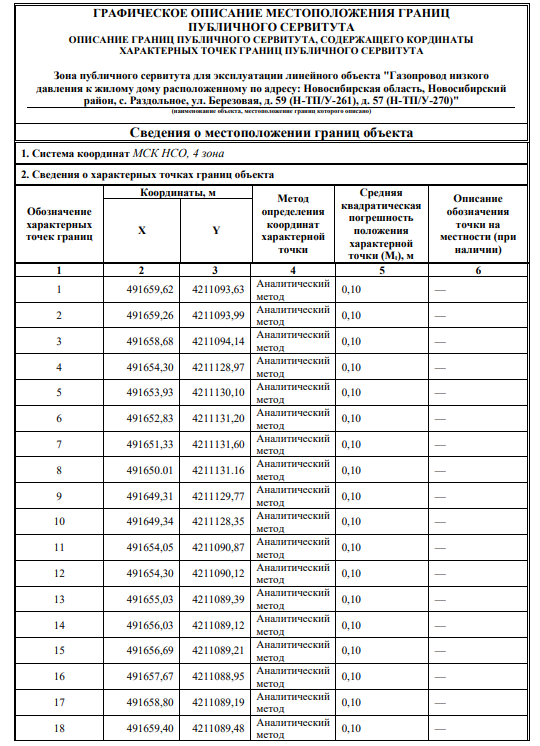 ГРАФИЧЕСКОЕ ОПИСАНИЕ МЕСТОПОЛОЖЕНИЯ ГРАНИЦ
ПУБЛИЧНОГО СЕРВИТУТА
ОПИСАНИЕ ГРАНИЦ ПУБЛИЧНОГО СЕРВИТУТА, СОДЕРЖАЩЕГО КОРДИНАТЫ
ХАРАКТЕРНЫХ ТОЧЕК ГРАНИЦ ПУБЛИЧНОГО СЕРВИТУТА
Зона публичного сервитута для эксплуатации линейного объекта "Газопровод низкого
давления к жилому дому расположенному по адресу: Новосибирская область, Новосибирский
район, с. Раздольное, ул. Березовая, д. 59 (Н-ТП/У-261), д. 57 (Н-ТП/У-270)"
(наименование объекта, местоположение границ которого описано)
Сведения о местоположении границ объекта
1. Система координат МСК НСО, 4 зона
2. Сведения о характерных точках границ объекта
Обозначение
характерных
точек границ
Координаты, м
X
Y
Метод
определения
координат
характерной
точки
Средняя
квадратическая
погрешность
положения
характерной
точки (Mt), м
Описание
обозначения
точки на
местности (при
наличии)
1 2 3 4 5 6
1 491659,62 4211093,63 Аналитический
метод 0,10 —
2 491659,26 4211093,99 Аналитический
метод 0,10 —
3 491658,68 4211094,14 Аналитический
метод 0,10 —
4 491654,30 4211128,97 Аналитический
метод 0,10 —
5 491653,93 4211130,10 Аналитический
метод 0,10 —
6 491652,83 4211131,20 Аналитический
метод 0,10 —
7 491651,33 4211131,60 Аналитический
метод 0,10 —
8 491650.01 4211131.16 Аналитический
метод 0,10 —
9 491649,31 4211129,77 Аналитический
метод 0,10 —
10 491649,34 4211128,35 Аналитический
метод 0,10 —
11 491654,05 4211090,87 Аналитический
метод 0,10 —
12 491654,30 4211090,12 Аналитический
метод 0,10 —
13 491655,03 4211089,39 Аналитический
метод 0,10 —
14 491656,03 4211089,12 Аналитический
метод 0,10 —
15 491656,69 4211089,21 Аналитический
метод 0,10 —
16 491657,67 4211088,95 Аналитический
метод 0,10 —
17 491658,80 4211089,19 Аналитический
метод 0,10 —
18 491659,40 4211089,48 Аналитический
метод 0,10 —